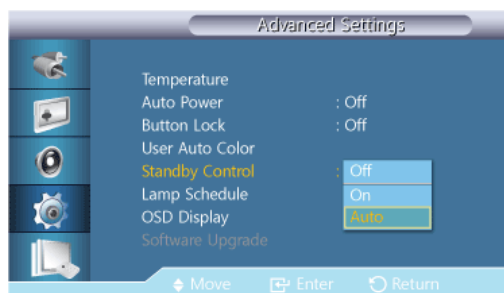 Advanced Settings
Temperature
Auto Power : Off
Button Lock : Off
User Auto Color
Standby Control : Off
Lamp Schedule On
OSD Display Auto
Software Upgrade
Move Enter Return